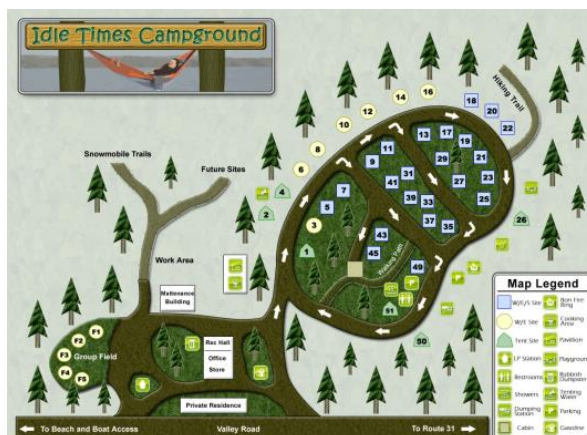 Idle Times Campground
Hiking Trail
16
14
12
10
8
6
18
20
22
13
17
19
11
9
29
21
31
41
27
23
39
33
25
7
5
3
37
35
26
4
2
1
43
45
49
51
50
Walking Path
Snowmobile Trails
Future Sites
Work Area
Maitenence
Building
Rec Hall
Office
Store
F1
F2
F3
F4
F5
Group Field
Private Residence
To Beach and Boat Access
Valley Road
To Route 31
Map Legend
W/E/S Site
Bon Fire
Ring
W/E Site
Cooking
Area
Tent Site
Pavilion
LP Station
Playground
Restrooms
Rubbish
Dumpster
Showers
Tenting
Water
Dumping
Station
Parking
Cabin
Gasoline